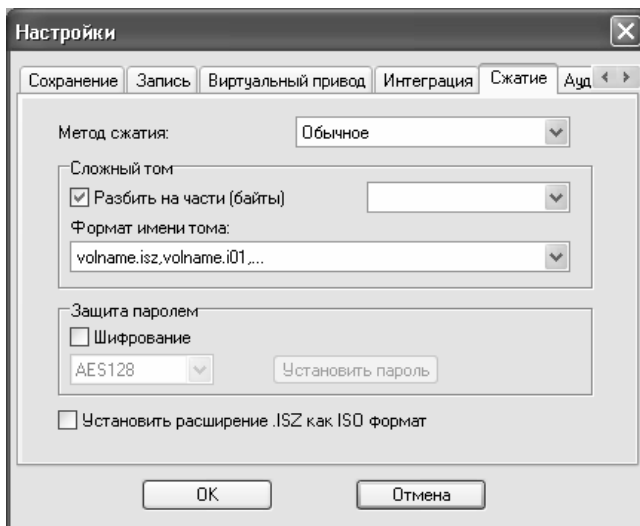 Настройки
Сохранение Запись Виртуальный привод Интеграция Сжатие Ауд
Метод сжатия: Обычное
Сложный том
Разбить на части (байты)
Формат имени тома:
volname.isz,volname.i01,...
Защита паролем
Шифрование
AES128 Установить пароль
Установить расширение .ISZ как ISO формат
OK Отмена